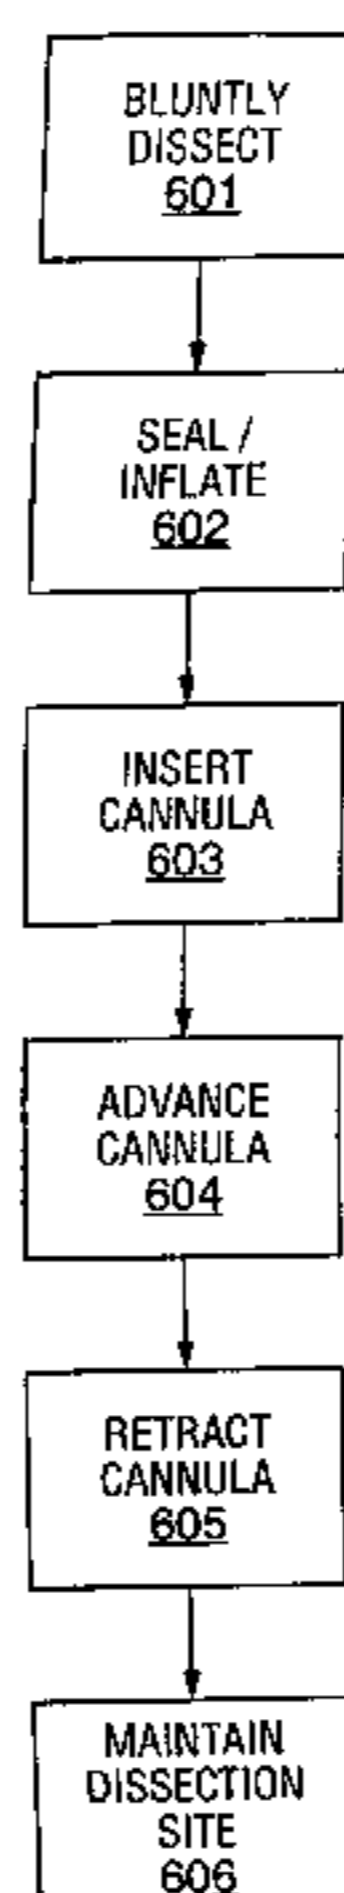 BLUNTLY
DISSECT
601
SEAL /
INFLATE
602
INSERT
CANNULA
603
ADVANCE
CANNULA
604
RETRACT
CANNULA
605
MAINTAIN
DISSECTION
SITE
606